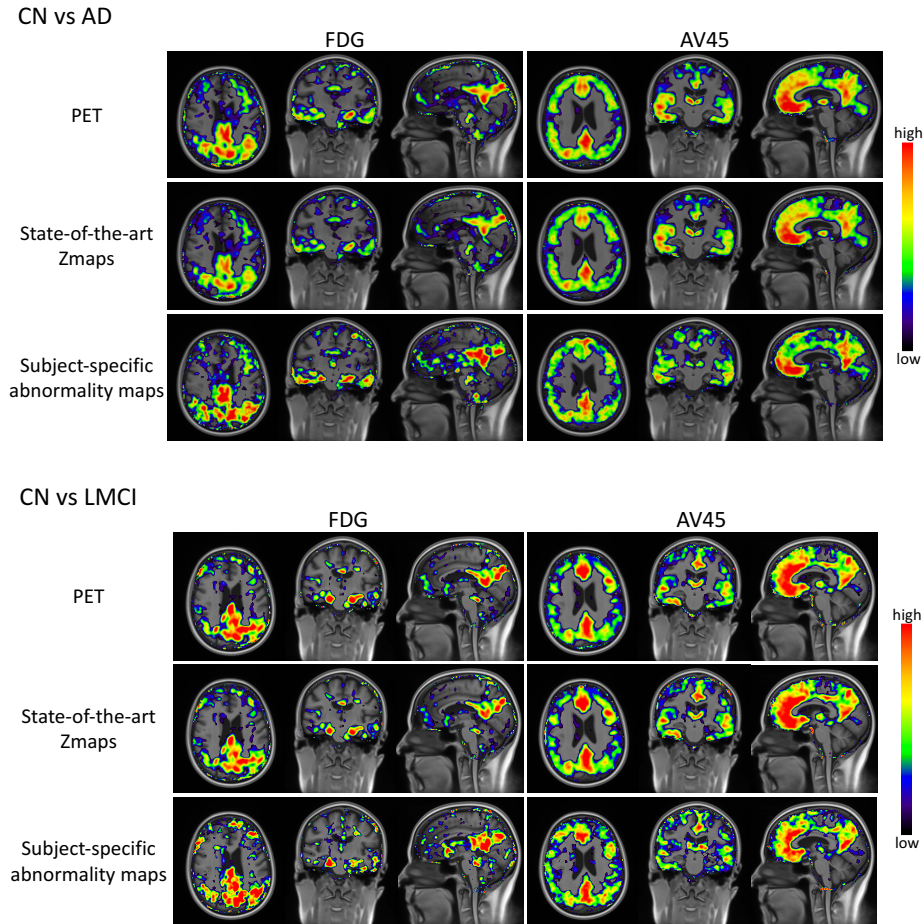 CN vs AD
FDG
AV45
PET
high
State-of-the-art
Zmaps
Subject-specific
abnormality maps
low
CN vs LMCI
FDG
AV45
PET
high
State-of-the-art
Zmaps
Subject-specific
abnormality maps
low